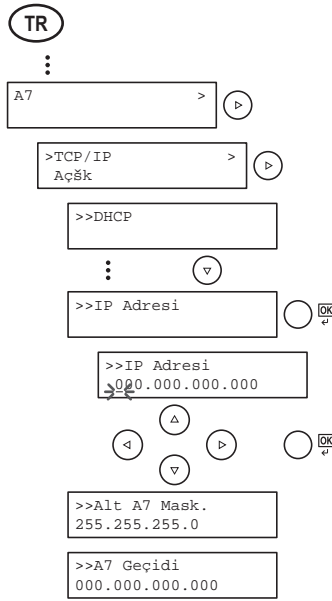 TR
A7 >
>TCP/IP >
Açšk
>>DHCP
>>IP Adresi
OK
>>IP Adresi
000.000.000.000
OK
>>Alt A7 Mask.
255.255.255.0
>>A7 Geçidi
000.000.000.000